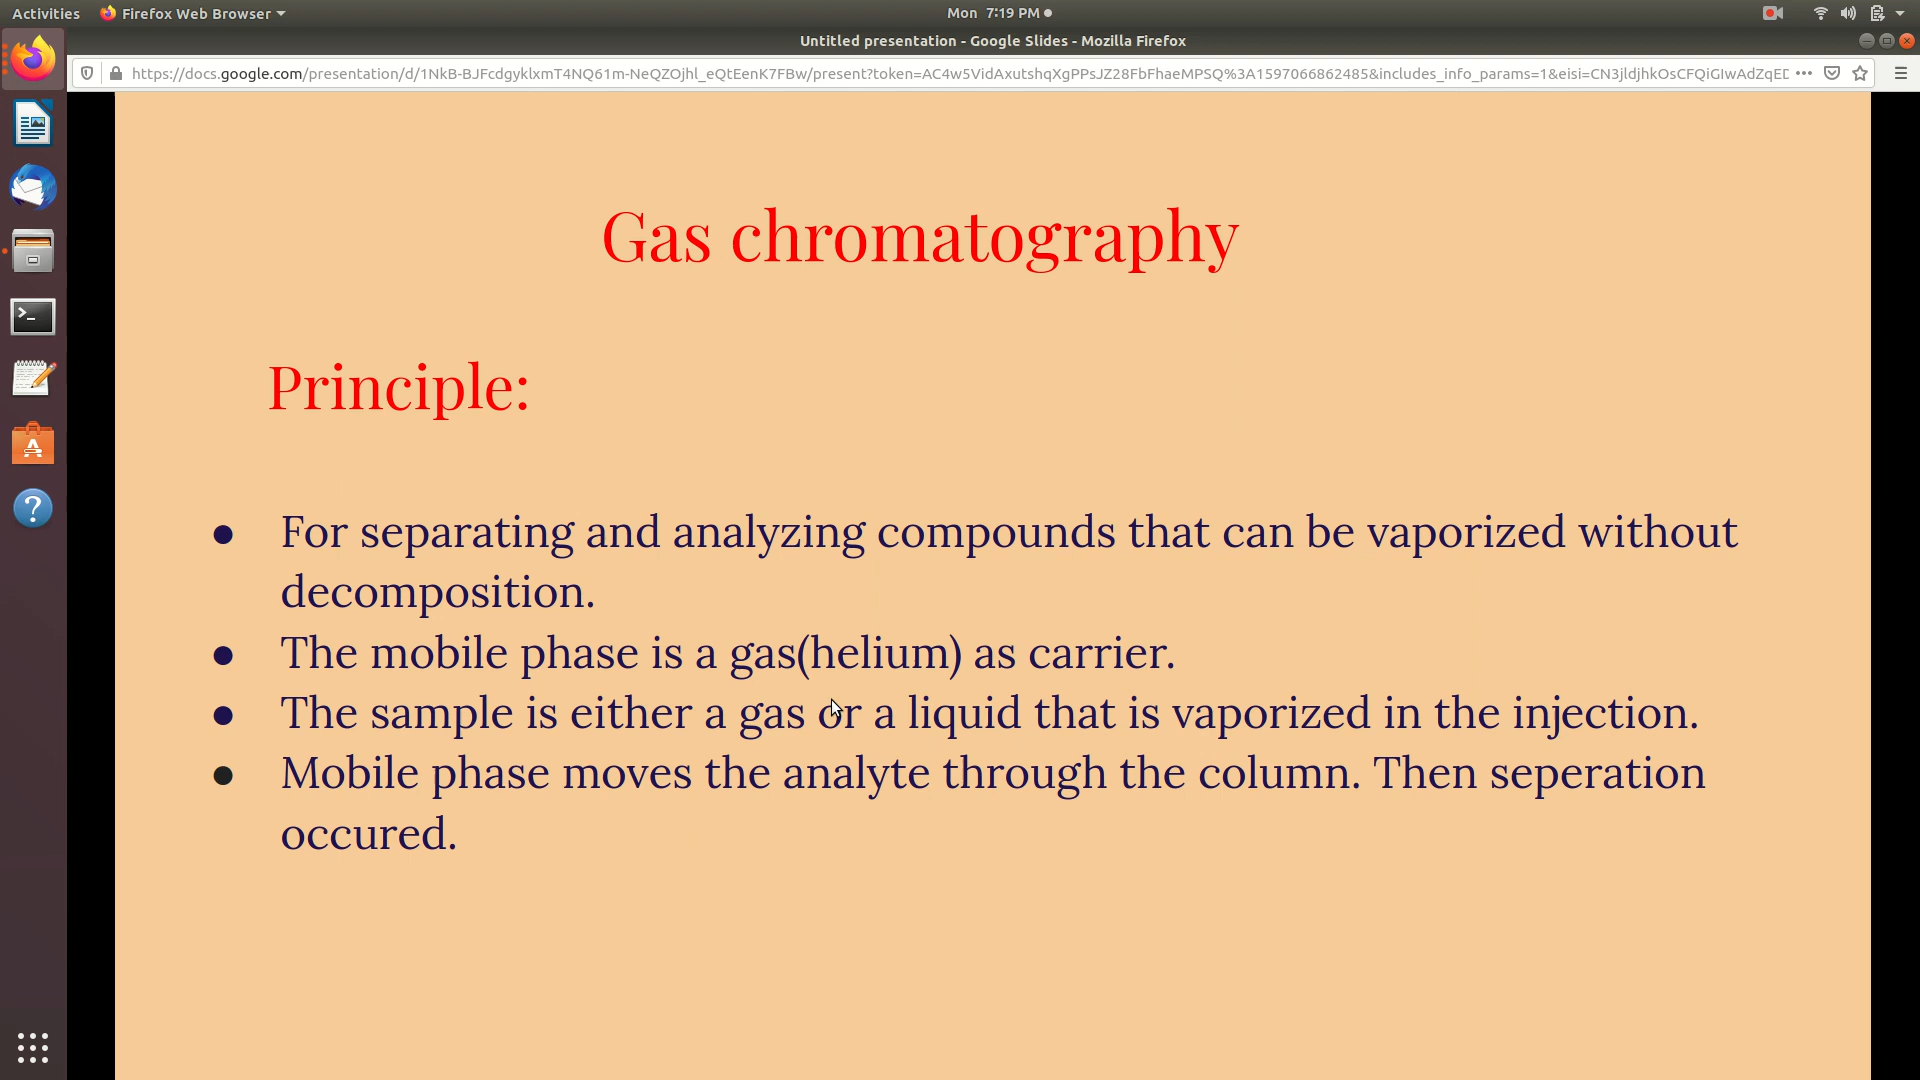 Activities Firefox Web Browser Mon 7:19 PM
Untitled presentation - Google Slides - Mozilla Firefox
https://docs.google.com/presentation/d/1NkB-BJFcdgyklxmT4NQ61m-NeQZOjhl_eQtEenK7FBw/present?token=AC4w5VidAxutshqXgPPsJZ28FbFhaeMPSQ%3A1597066862485&includes_info_params=1&eisi=CN3jldjhkOsCFQiGIwAdZqED
Gas chromatography
Principle:
● For separating and analyzing compounds that can be vaporized without
decomposition.
● The mobile phase is a gas(helium) as carrier.
● The sample is either a gas or a liquid that is vaporized in the injection.
● Mobile phase moves the analyte through the column. Then seperation
occured.